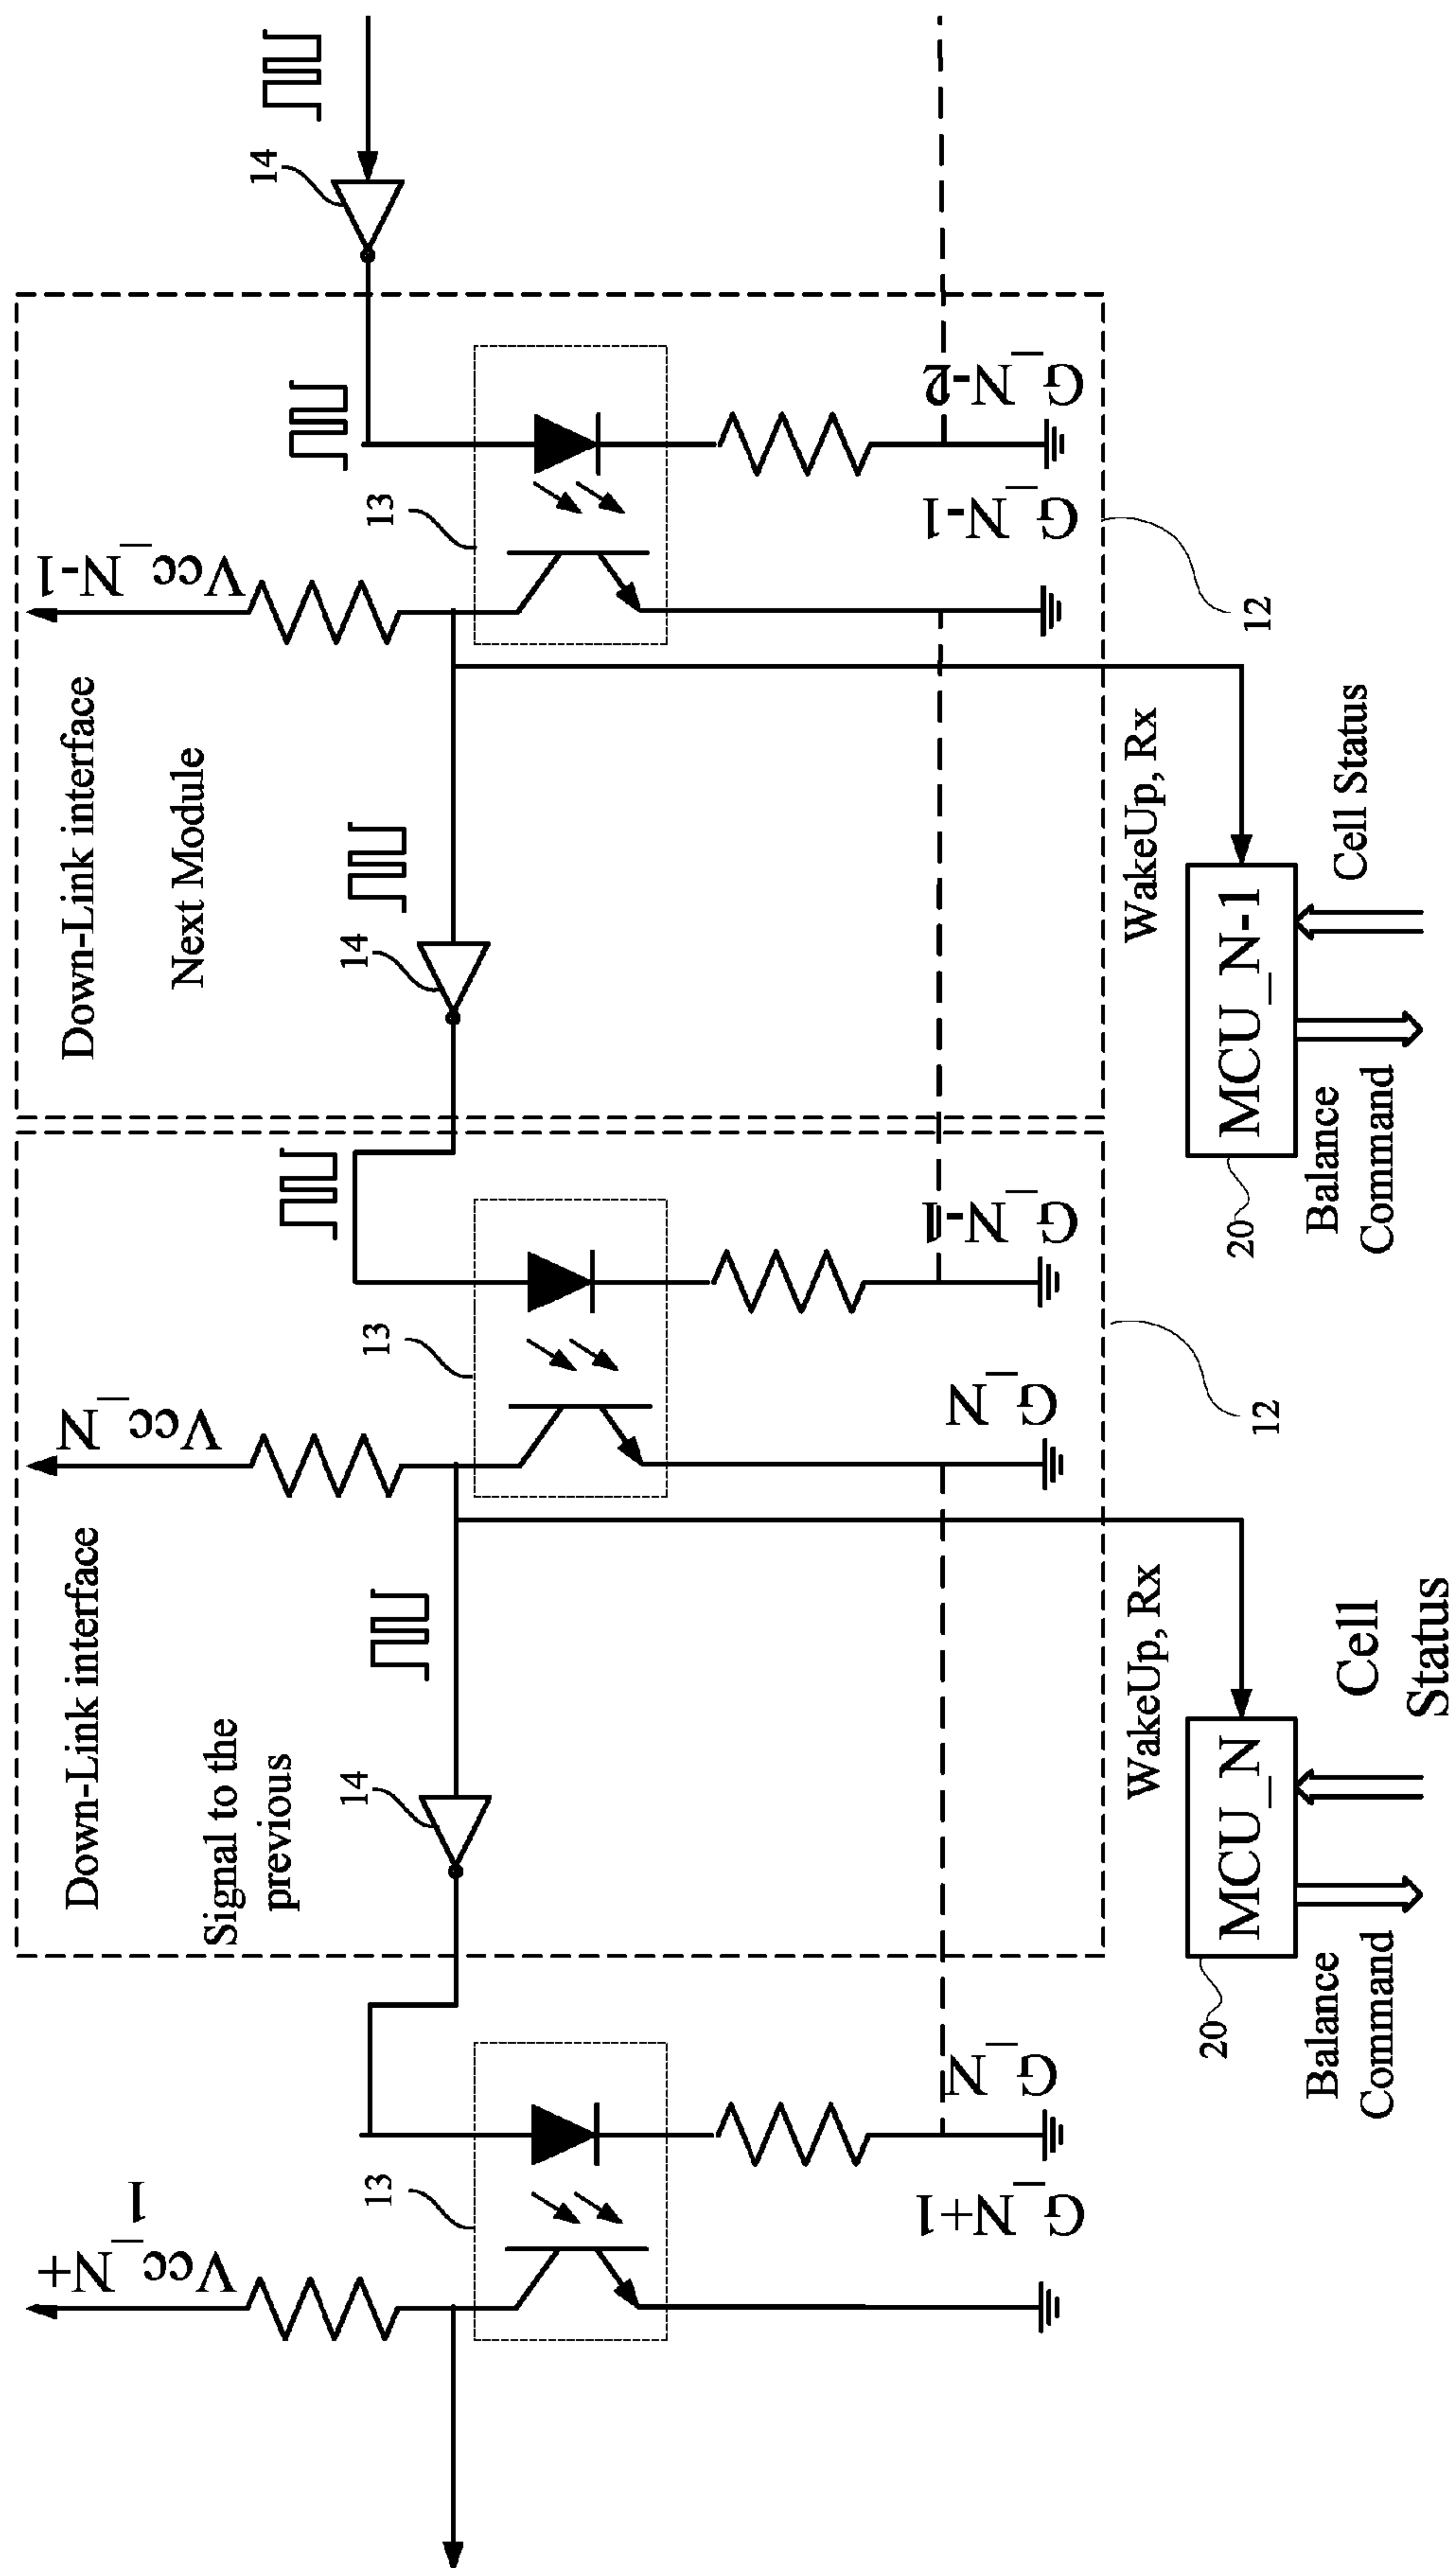 Vcc_N+
1
13
G_N+1
G_N
Down-Link interface
Signal to the
previous
14
Vcc_N
13
G_N
G_N-1
12
WakeUp, Rx
MCU_N
20
Balance
Command
Cell
Status
Down-Link interface
Next Module
14
Vcc_N-1
13
G_N-1
G_N-2
12
WakeUp, Rx
MCU_N-1
20
Balance
Command
Cell Status
14